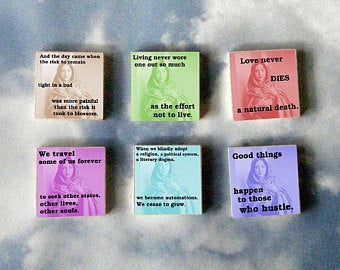 And the day came when
the risk to remain
tight in a bud
was more painful
than the risk it
took to blossom.
Living never wore
one out so much
as the effort
not to live.
Love never
DIES
a natural death.
We travel
some of us forever
to seek other states,
other lives,
other souls.
When we blindly adopt
a religion, a political system,
a literary dogma,
we become automatons.
We cease to grow.
Good things
happen
to those
who hustle.